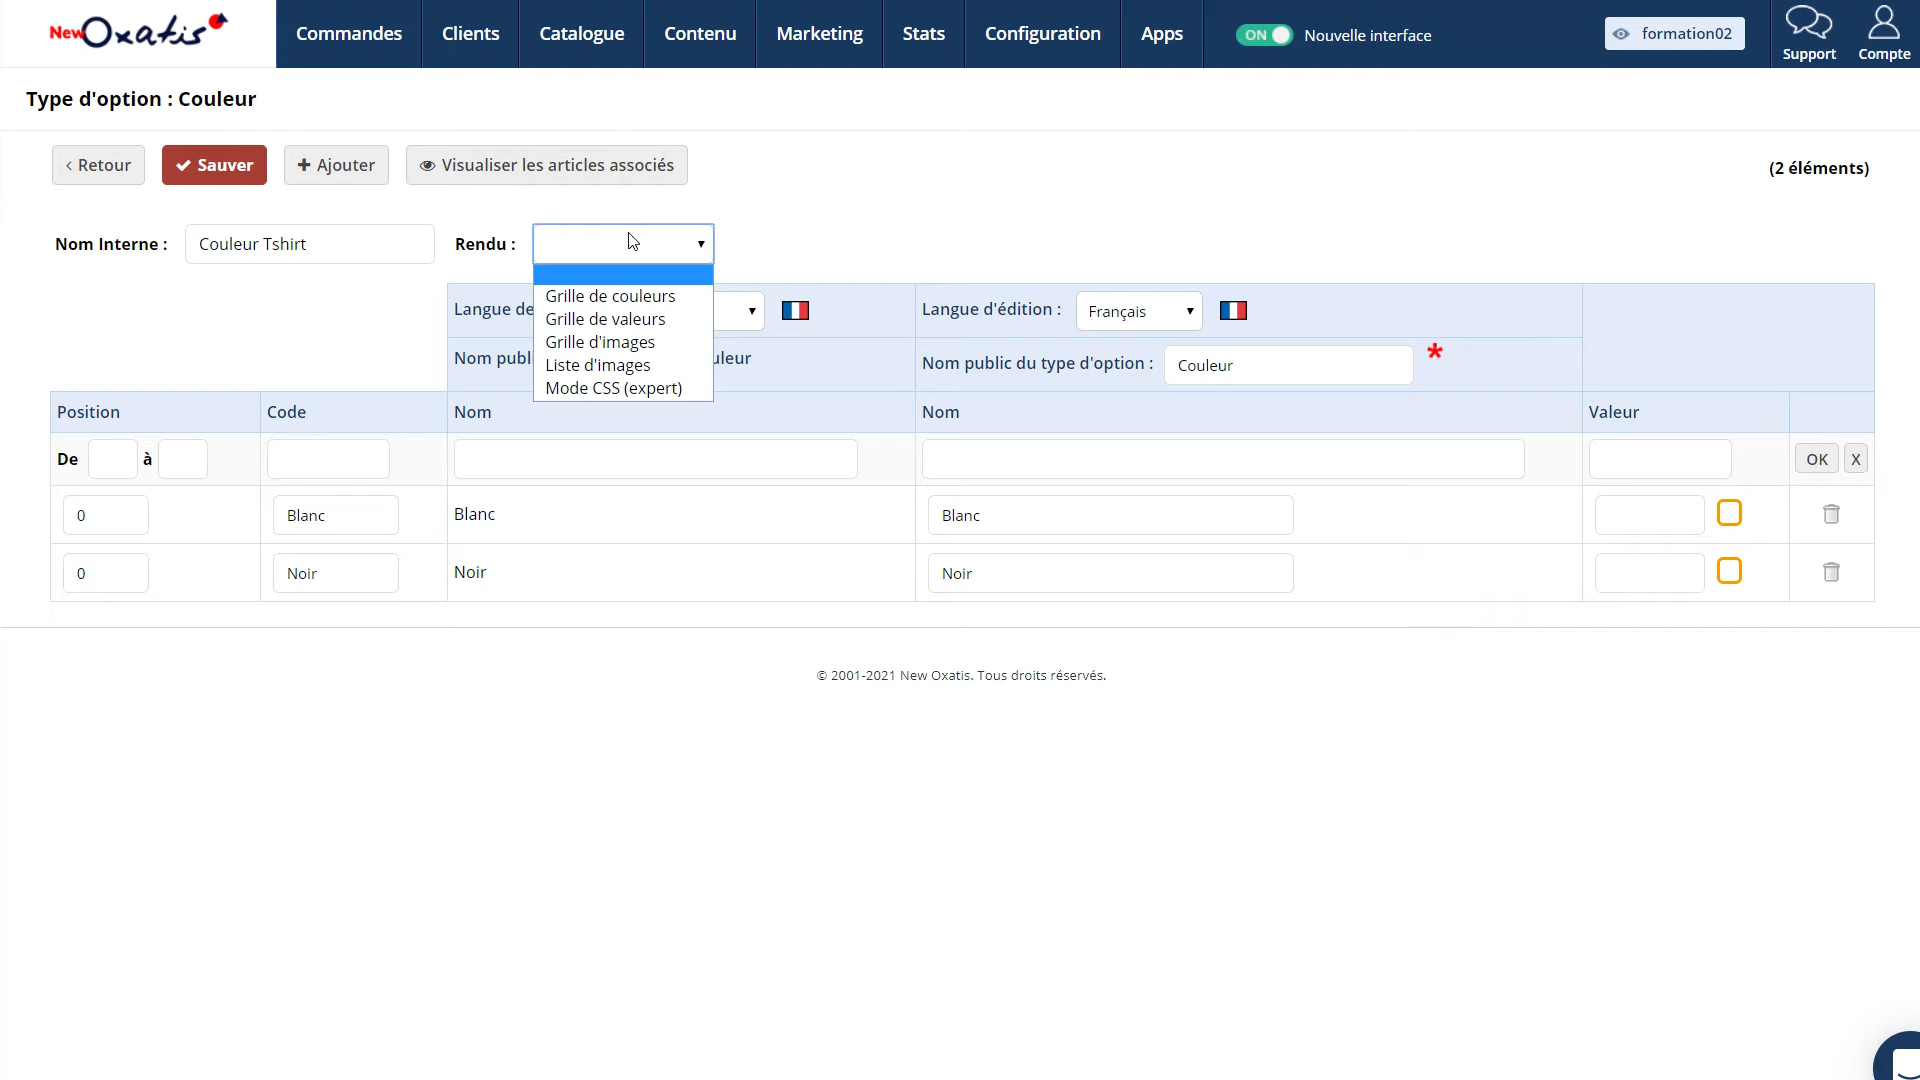 New Oxatis Commandes Clients Catalogue Contenu Marketing Stats Configuration Apps ON Nouvelle interface formation02 Support Compte
Type d'option : Couleur
‹ Retour Sauver + Ajouter Visualiser les articles associés (2 éléments)
Nom Interne : Couleur Tshirt Rendu :
Grille de couleurs
Grille de valeurs
Grille d'images
Liste d'images
Mode CSS (expert)
Langue de Langue d'édition : Français
Nom publi uleur Nom public du type d'option : Couleur *
Position Code Nom Nom Valeur
De à OK X
0 Blanc Blanc Blanc
0 Noir Noir Noir
© 2001-2021 New Oxatis. Tous droits réservés.